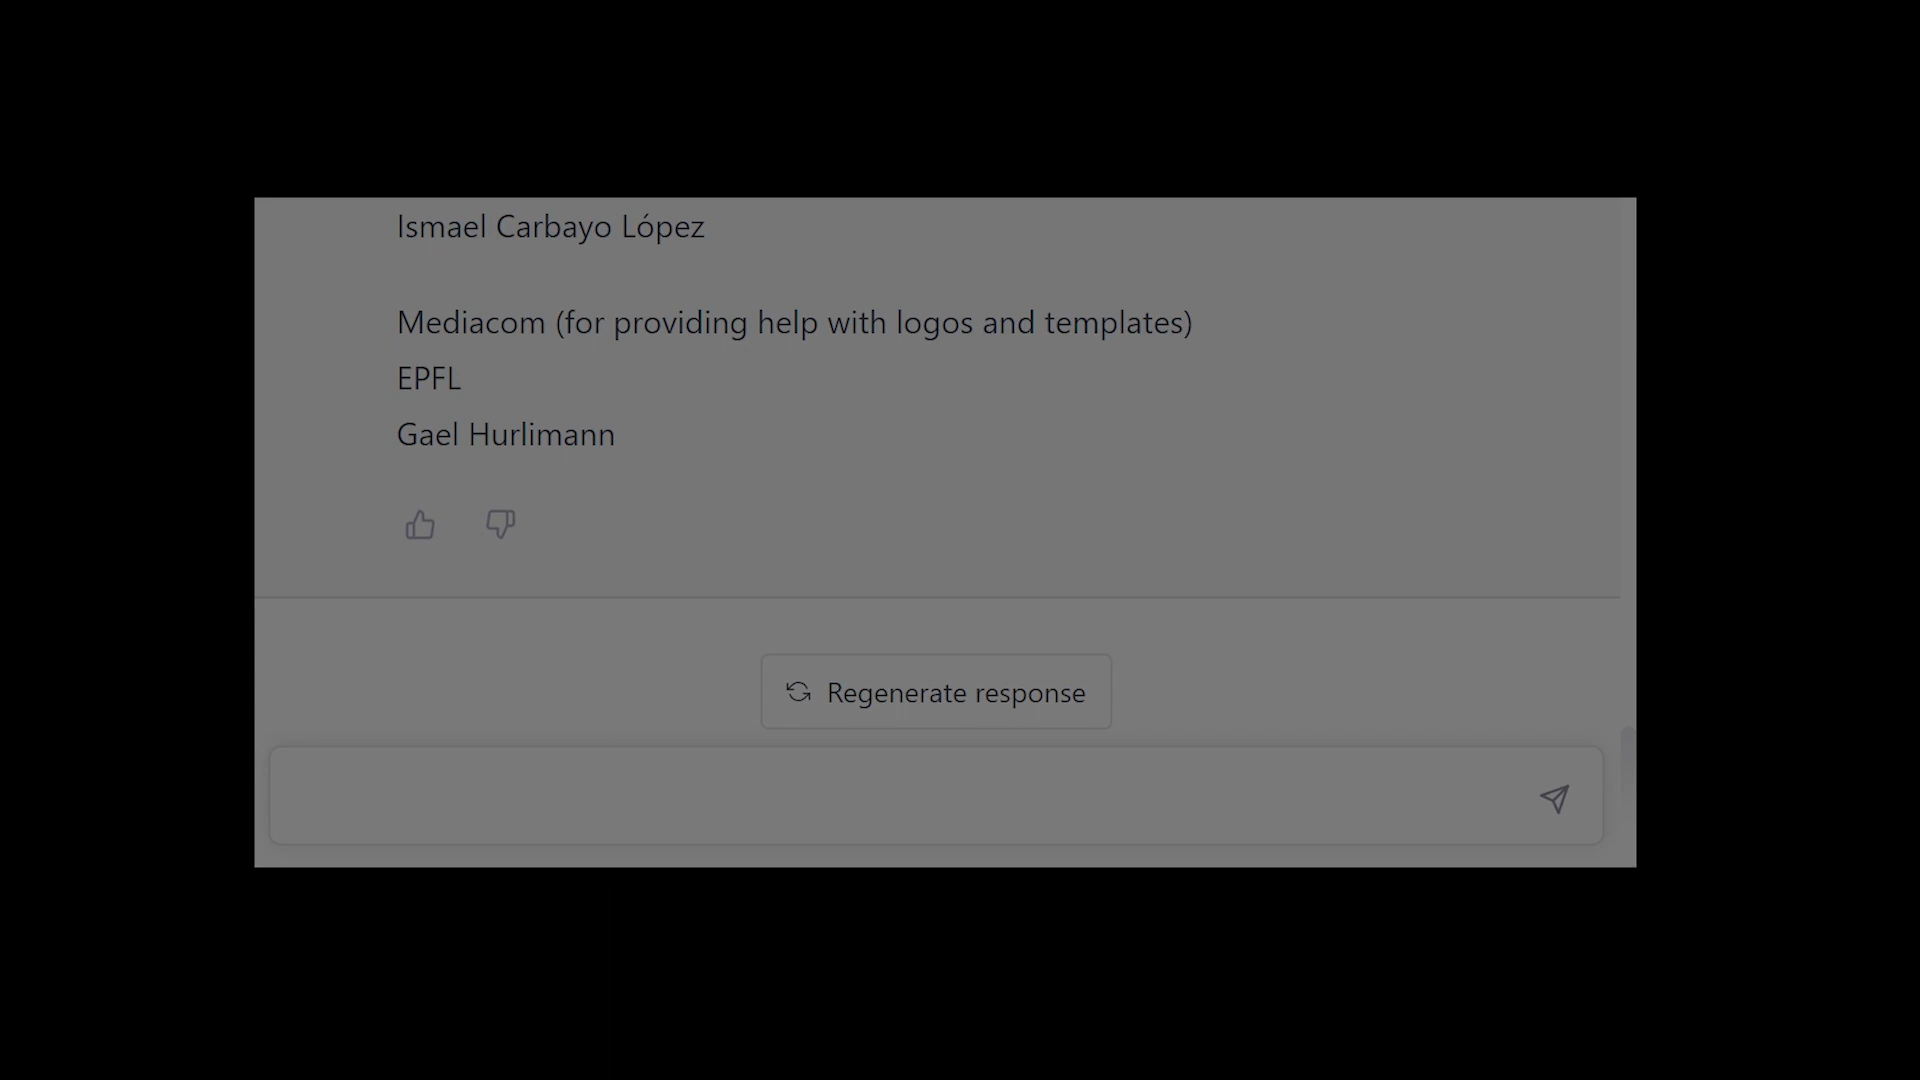 Ismael Carbayo López
Mediacom (for providing help with logos and templates)
EPFL
Gael Hurlimann
Regenerate response